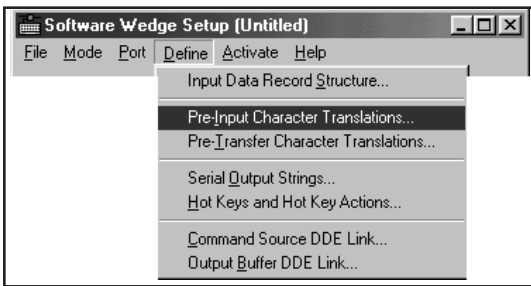 Software Wedge Setup (Untitled)
File Mode Port Define Activate Help
Input Data Record Structure...
Pre-Input Character Translations...
Pre-Transfer Character Translations...
Serial Output Strings...
Hot Keys and Hot Key Actions...
Command Source DDE Link...
Output Buffer DDE Link...